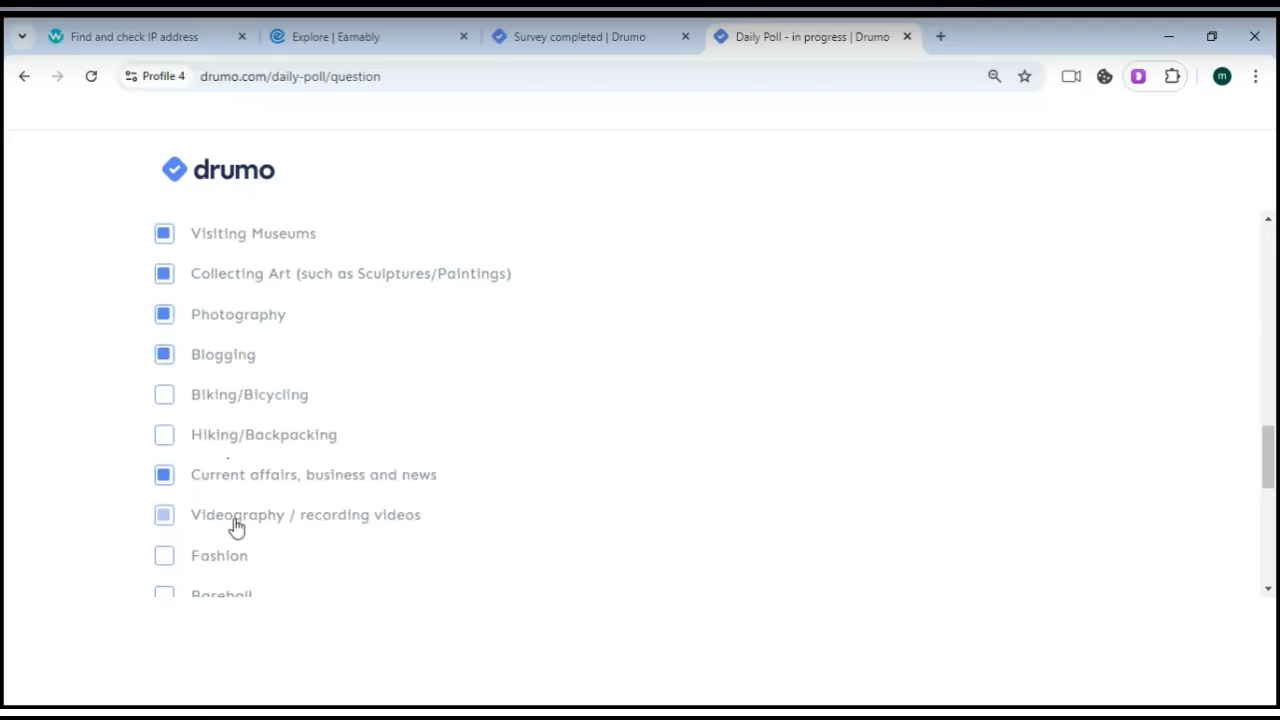 Find and check IP address
Explore | Earnably
Survey completed | Drumo
Daily Poll - in progress | Drumo
Profile 4
drumo.com/daily-poll/question
m
drumo
Visiting Museums
Collecting Art (such as Sculptures/Paintings)
Photography
Blogging
Biking/Bicycling
Hiking/Backpacking
Current affairs, business and news
Videography / recording videos
Fashion
Baseball